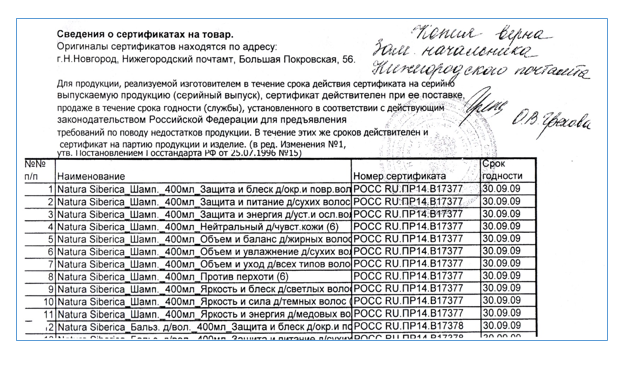 Сведения о сертификатах на товар.
Оригиналы сертификатов находятся по адресу:
г.Н.Новгород, Нижегородский почтамт, Большая Покровская, 56.
Копия верна
Зам. начальника
Нижегородского почтамта
О.В.
Для продукции, реализуемой изготовителем в течение срока действия сертификата на серийно
выпускаемую продукцию (серийный выпуск), сертификат действителен при ее поставке,
продаже в течение срока годности (службы), установленного в соответствии с действующим
законодательством Российской Федерации для предъявления
требований по поводу недостатков продукции. В течение этих же сроков действителен и
сертификат на партию продукции и изделие. (в ред. Изменения №1,
утв. Постановлением Госстандарта РФ от 25.07.1996 №15)
№№ п/п Наименование Номер сертификата Срок годности
1 Natura Siberica_Шамп._400мл_Защита и блеск д/окр.и повр.вол РОСС RU.ПР14.В17377 30.09.09
2 Natura Siberica_Шамп._400мл_Защита и питание д/сухих волос РОСС RU.ПР14.В17377 30.09.09
3 Natura Siberica_Шамп._400мл_Защита и энергия д/уст.и осл.во РОСС RU.ПР14.В17377 30.09.09
4 Natura Siberica_Шамп._400мл_Нейтральный д/чувст.кожи (6) РОСС RU.ПР14.В17377 30.09.09
5 Natura Siberica_Шамп._400мл_Объем и баланс д/жирных воло РОСС RU.ПР14.В17377 30.09.09
6 Natura Siberica_Шамп._400мл_Объем и увлажнение д/сухих во РОСС RU.ПР14.В17377 30.09.09
7 Natura Siberica_Шамп._400мл_Объем и уход д/всех типов воло РОСС RU.ПР14.В17377 30.09.09
8 Natura Siberica_Шамп._400мл_Против перхоти (6) РОСС RU.ПР14.В17377 30.09.09
9 Natura Siberica_Шамп._400мл_Яркость и блеск д/светлых воло РОСС RU.ПР14.В17377 30.09.09
10 Natura Siberica_Шамп._400мл_Яркость и сила д/темных волос ( РОСС RU.ПР14.В17377 30.09.09
11 Natura Siberica_Шамп._400мл_Яркость и энергия д/медовых во РОСС RU.ПР14.В17377 30.09.09
12 Natura Siberica_Бальз. д/вол._400мл_Защита и блеск д/окр.и по РОСС RU.ПР14.В17378 30.09.09